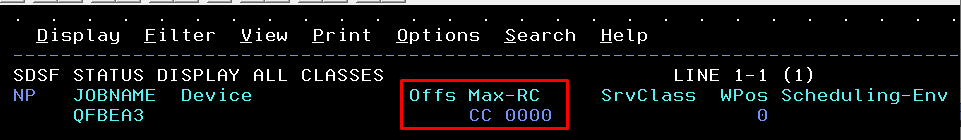 Display Filter View Print Options Search Help
SDSF STATUS DISPLAY ALL CLASSES LINE 1-1 (1)
NP JOBNAME Device Offs Max-RC SrvClass WPos Scheduling-Env
QFBEA3 CC 0000 0